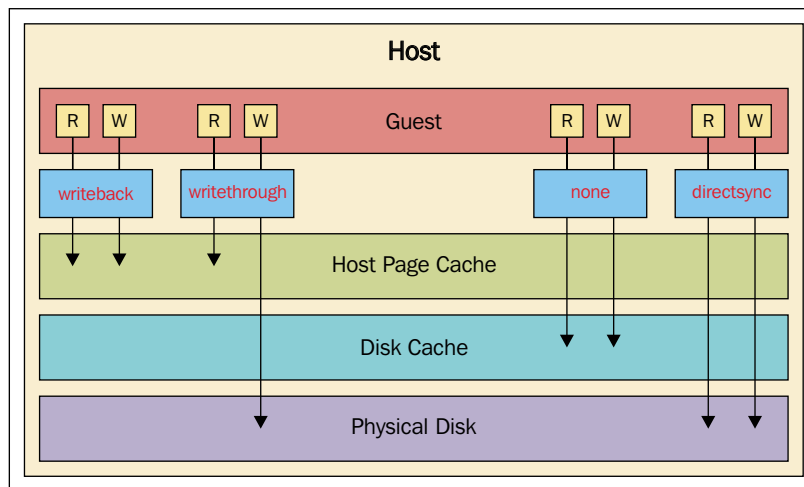 Host
R W R W Guest R W R W
writeback writethrough none directsync
Host Page Cache
Disk Cache
Physical Disk